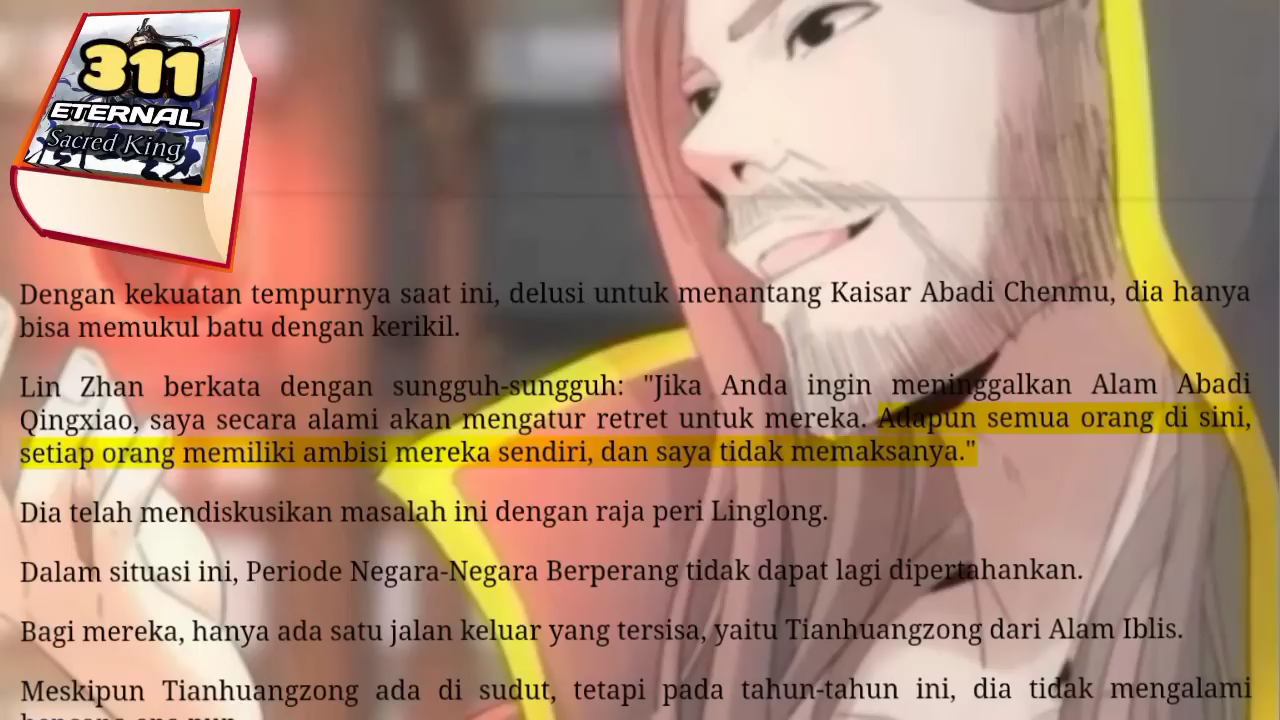 311
ETERNAL
Sacred King
Dengan kekuatan tempurnya saat ini, delusi untuk menantang Kaisar Abadi Chenmu, dia hanya
bisa memukul batu dengan kerikil.
Lin Zhan berkata dengan sungguh-sungguh: "Jika Anda ingin meninggalkan Alam Abadi
Qingxiao, saya secara alami akan mengatur retret untuk mereka. Adapun semua orang di sini,
setiap orang memiliki ambisi mereka sendiri, dan saya tidak memaksanya."
Dia telah mendiskusikan masalah ini dengan raja peri Linglong.
Dalam situasi ini, Periode Negara-Negara Berperang tidak dapat lagi dipertahankan.
Bagi mereka, hanya ada satu jalan keluar yang tersisa, yaitu Tianhuangzong dari Alam Iblis.
Meskipun Tianhuangzong ada di sudut, tetapi pada tahun-tahun ini, dia tidak mengalami